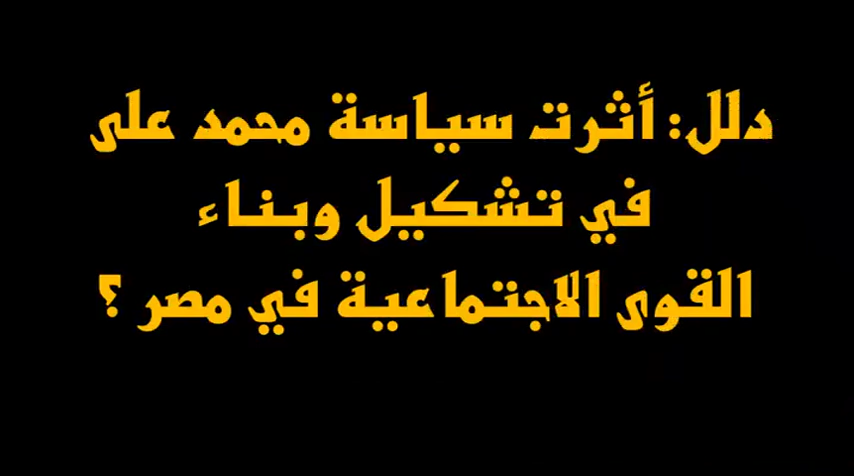 دلل: أثرت سياسة محمد على
في تشكيل وبناء
القوى الاجتماعية في مصر ؟